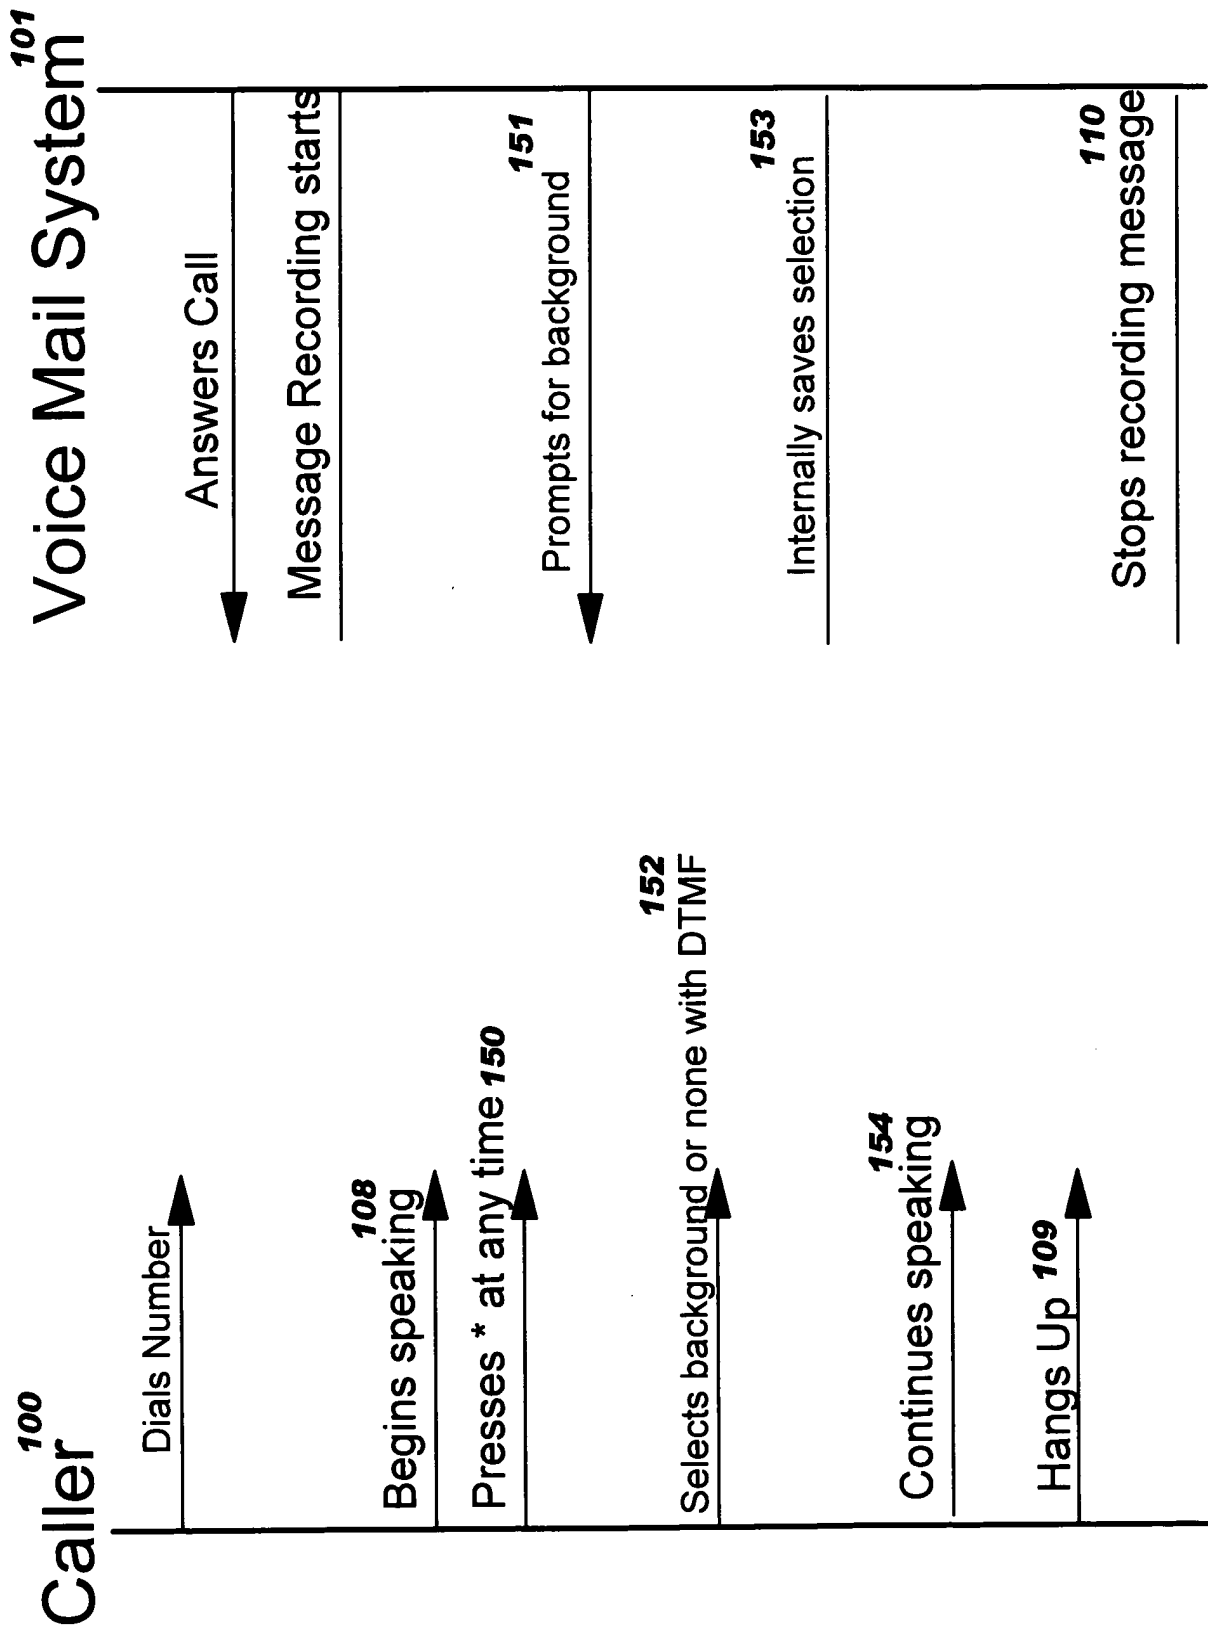 Caller 100
Voice Mail System 101
Dials Number
Answers Call
Message Recording starts
108
Begins speaking
Presses * at any time 150
151
Prompts for background
152
Selects background or none with DTMF
153
Internally saves selection
154
Continues speaking
Hangs Up 109
110
Stops recording message